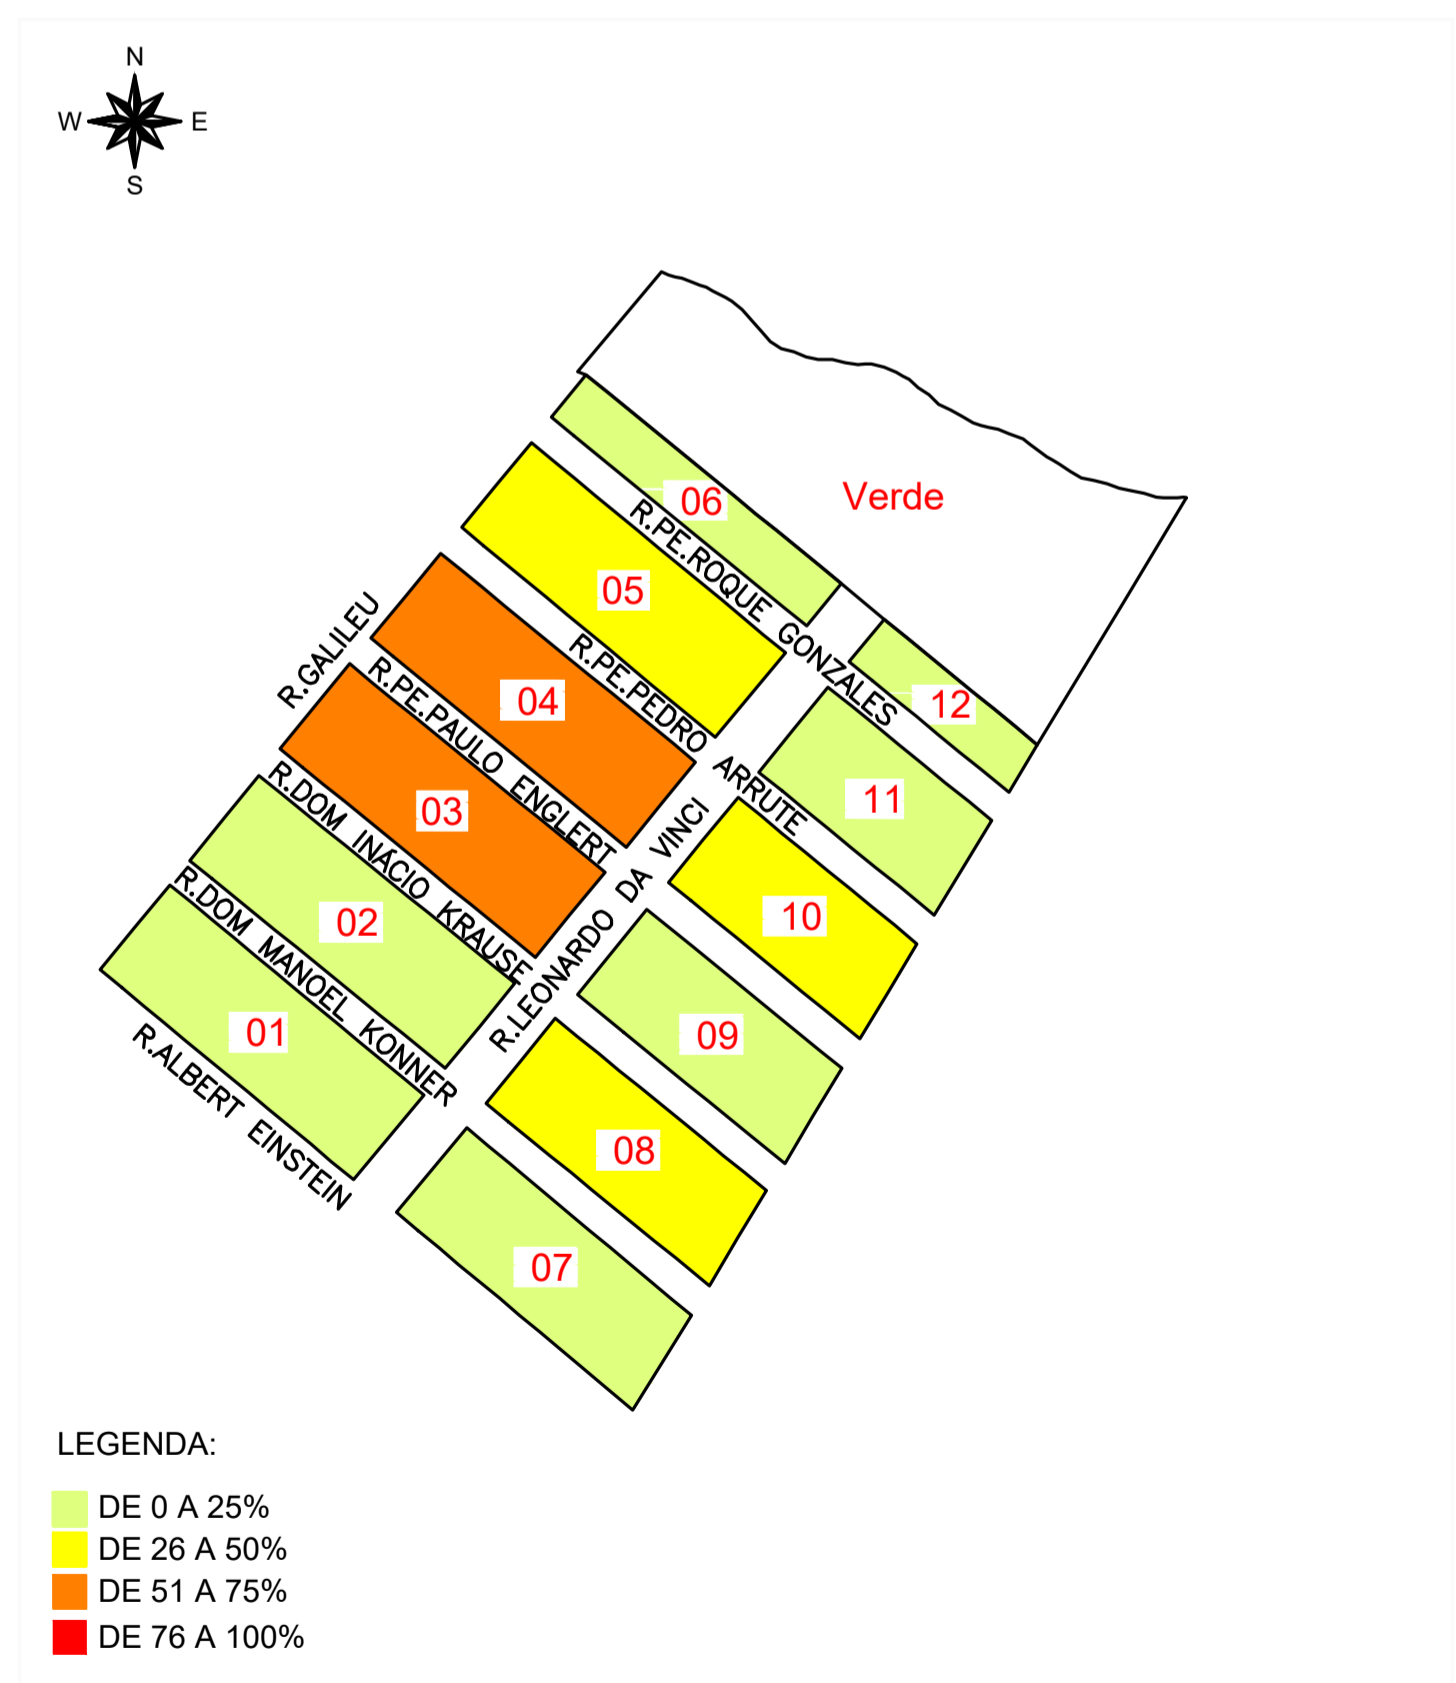 N
W E
S
Verde
06
R.PE.ROQUE GONZALES
05
R.PE.PEDRO ARRUTE
12
R.GALILEU
04
R.PE.PAULO ENGLERT
11
03
R.DOM INÁCIO KRAUSE
R.LEONARDO DA VINCI
10
02
R.DOM MANOEL KONNER
09
01
R.ALBERT EINSTEIN
08
07
LEGENDA:
DE 0 A 25%
DE 26 A 50%
DE 51 A 75%
DE 76 A 100%